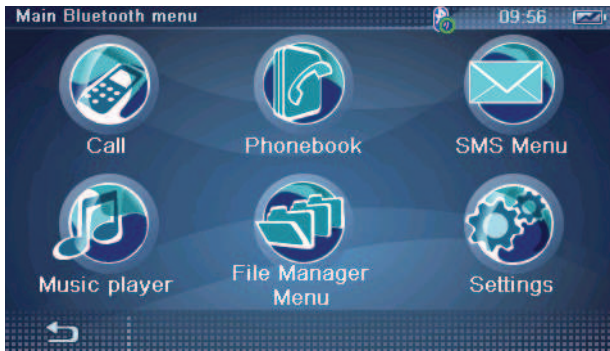 Main Bluetooth menu 09:56
Call
Phonebook
SMS Menu
Music player
File Manager
Menu
Settings